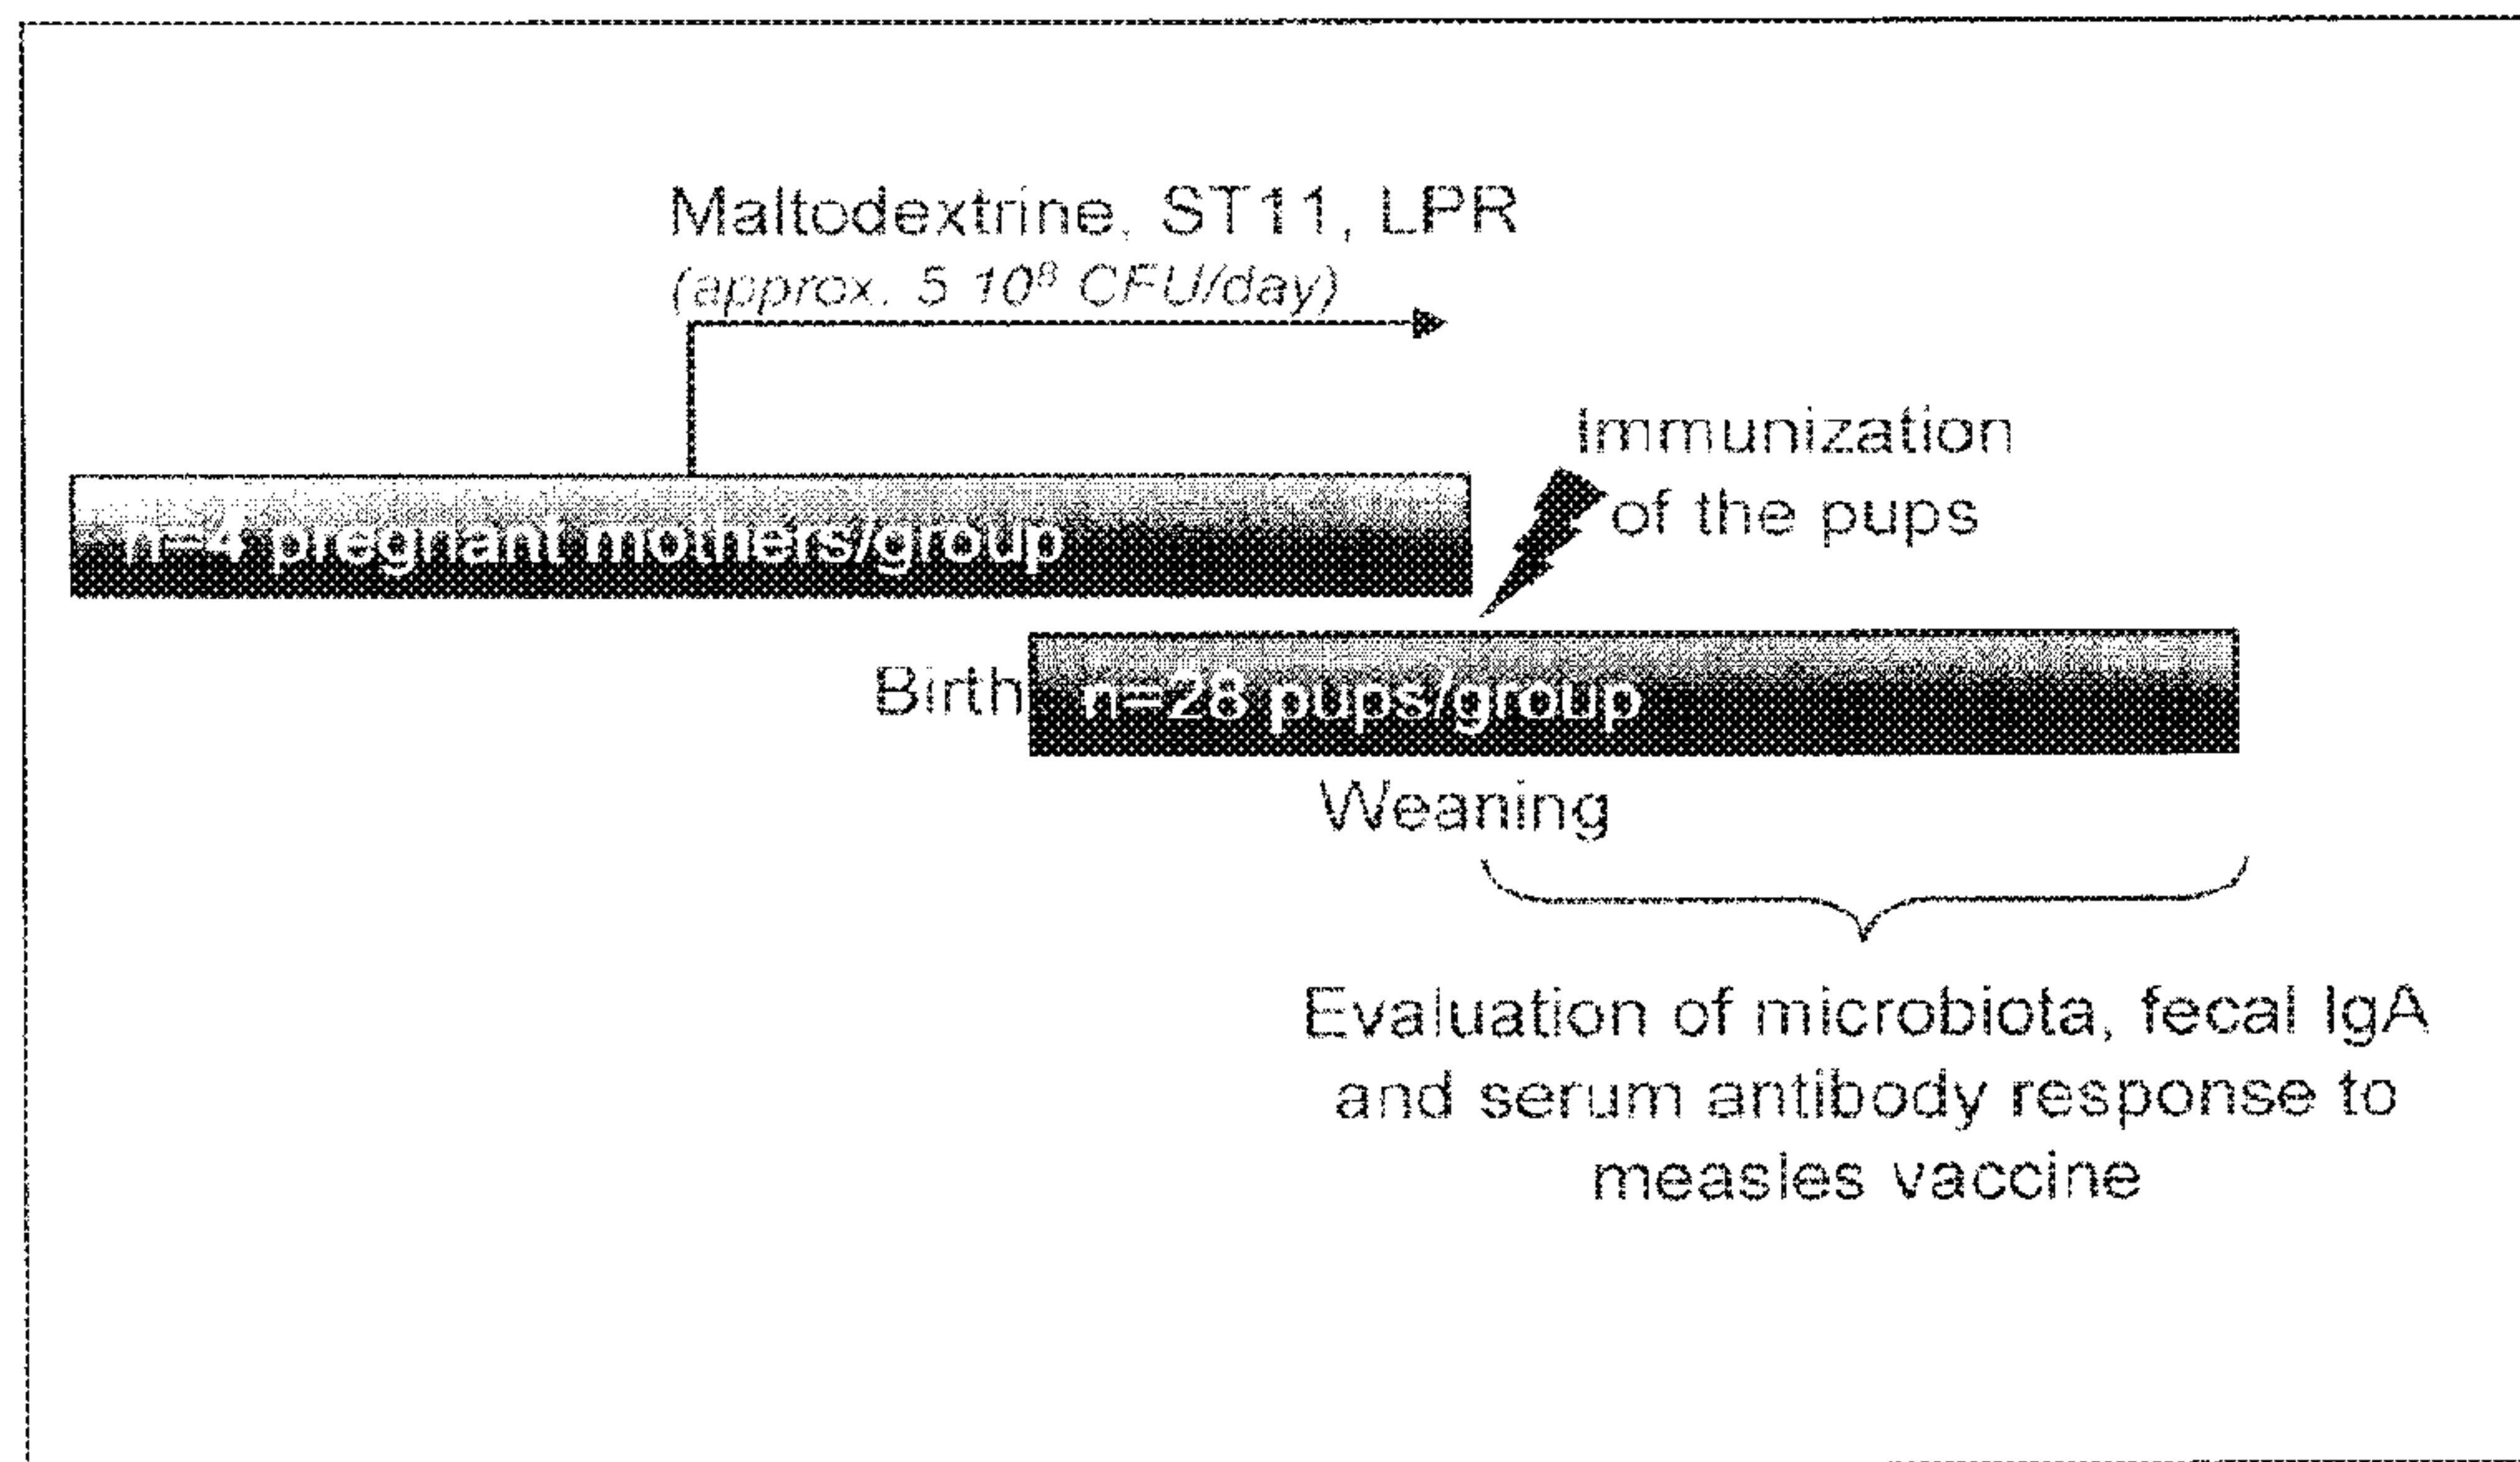 Maltodextrine, ST11, LPR
(approx. 5 10⁸ CFU/day)
Immunization
of the pups
n=4 pregnant mothers/group
Birth
n=28 pups/group
Weaning
Evaluation of microbiota, fecal IgA
and serum antibody response to
measles vaccine